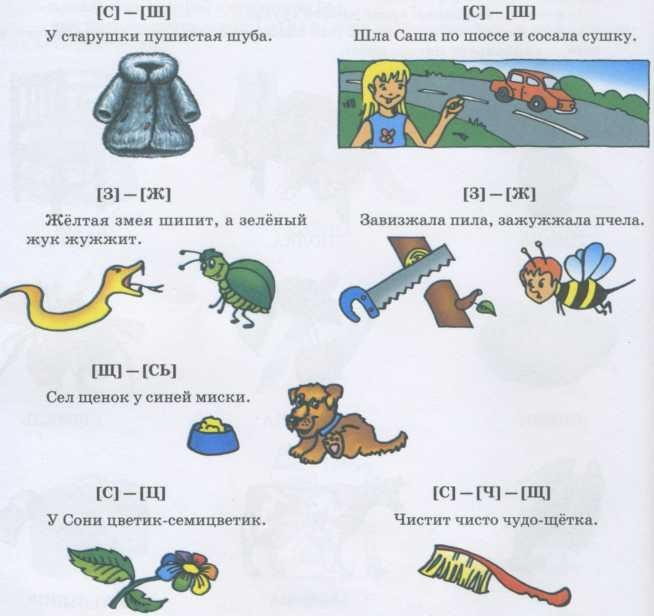 [С] — [Ш]
У старушки пушистая шуба.
[С] — [Ш]
Шла Саша по шоссе и сосала сушку.
[З] — [Ж]
Жёлтая змея шипит, а зелёный
жук жужжит.
[З] — [Ж]
Завизжала пила, зажужжала пчела.
[Щ] — [СЬ]
Сел щенок у синей миски.
[С] — [Ц]
У Сони цветик-семицветик.
[С] — [Ч] — [Щ]
Чистит чисто чудо-щётка.